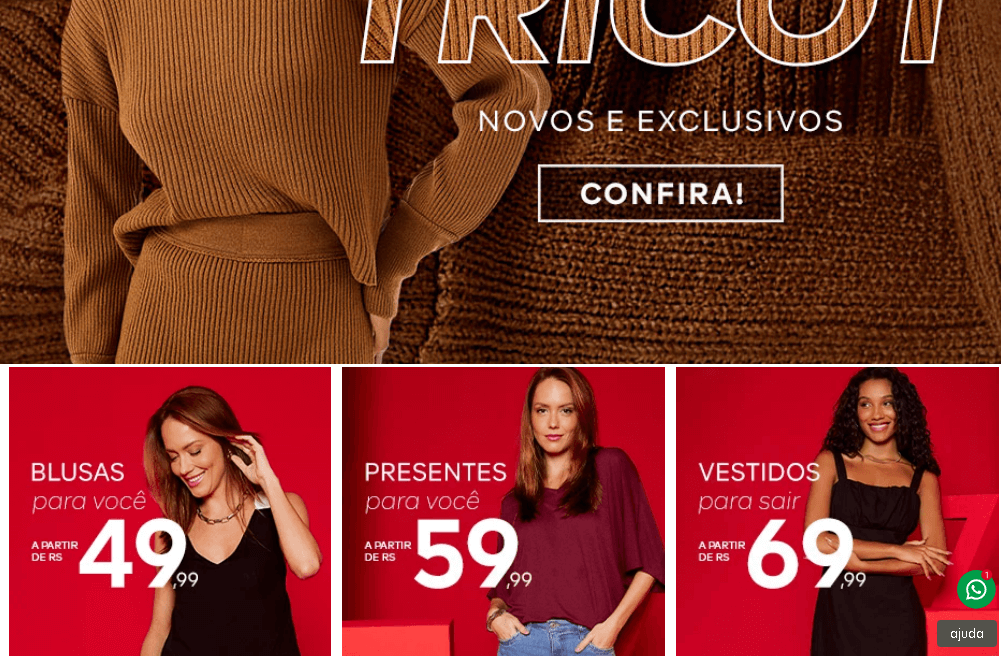 TRICOT
NOVOS E EXCLUSIVOS
CONFIRA!
BLUSAS
para você
A PARTIR
DE R$ 49,99
PRESENTES
para você
A PARTIR
DE R$ 59,99
VESTIDOS
para sair
A PARTIR
DE R$ 69,99
1
ajuda